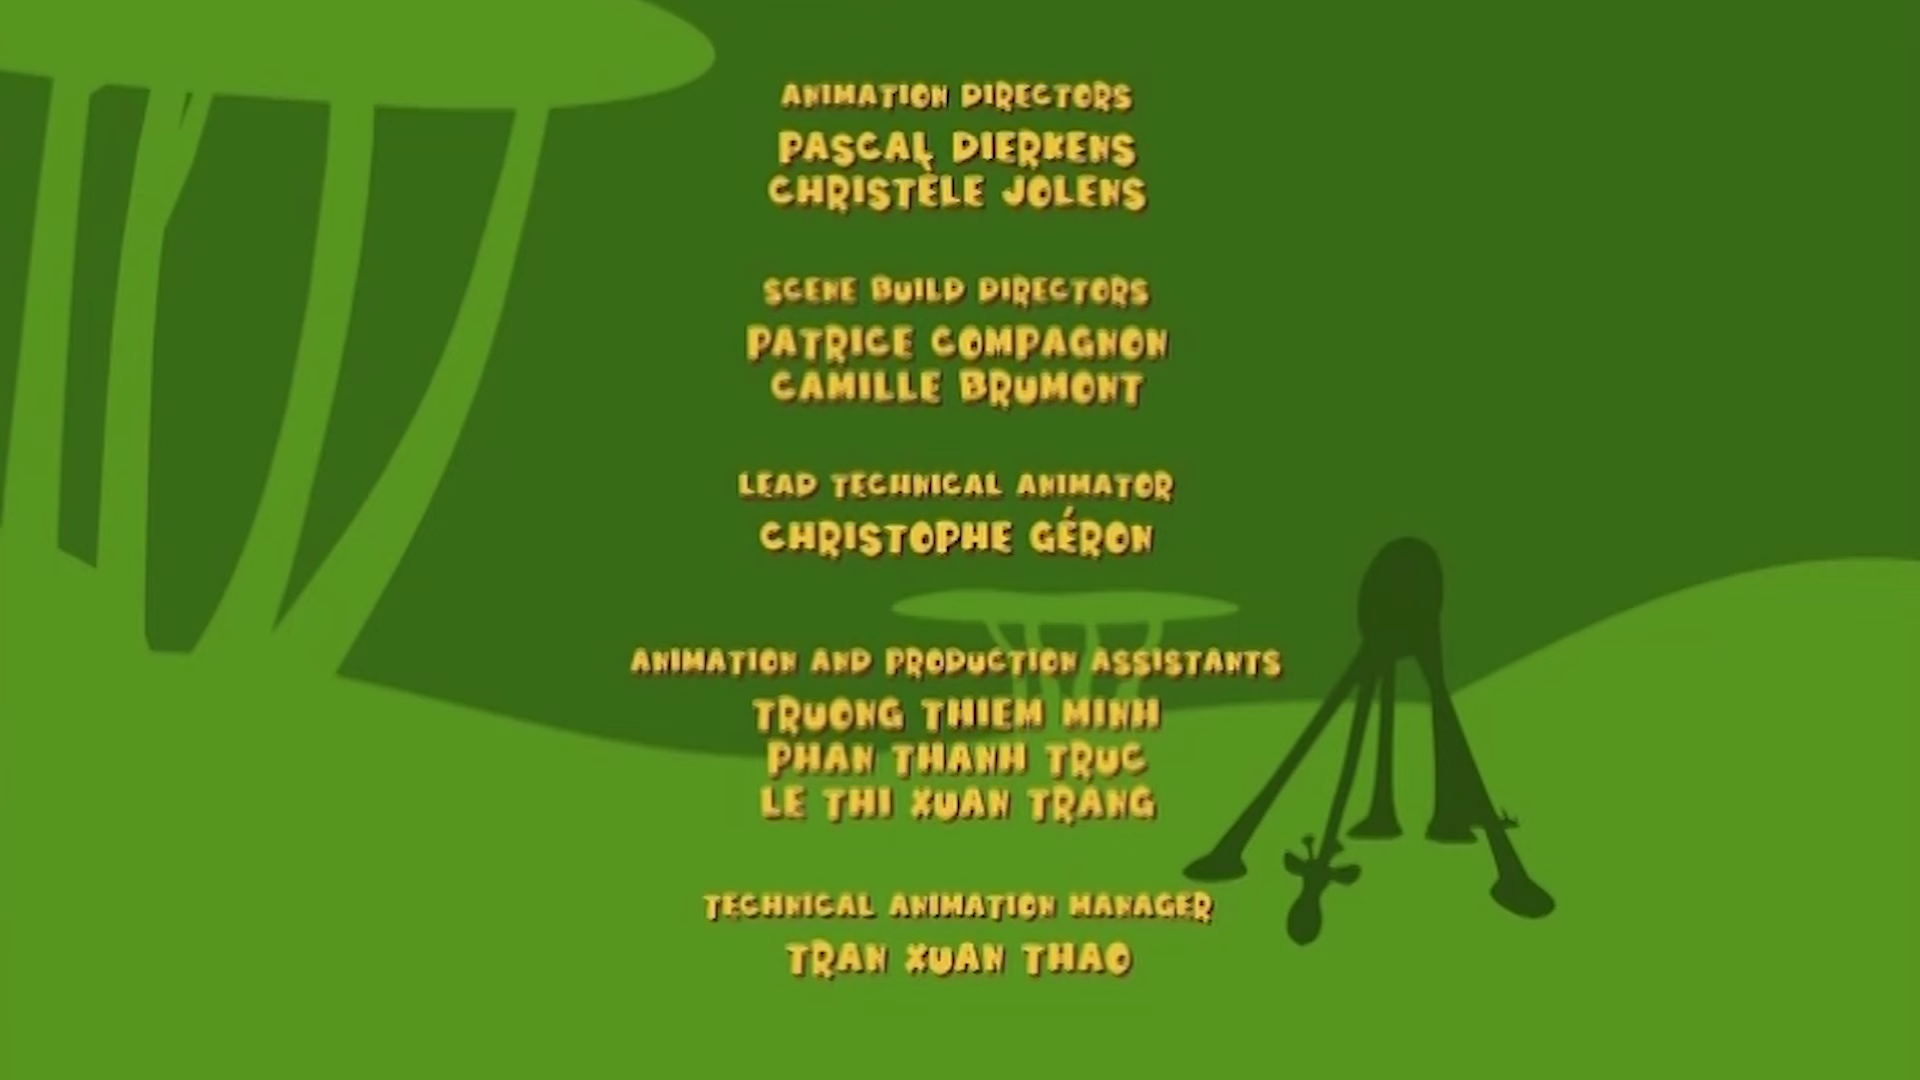 ANIMATION DIRECTORS
PASCAL DIERKENS
CHRISTÈLE JOLENS
SCENE BUILD DIRECTORS
PATRICE COMPAGNON
CAMILLE BRUMONT
LEAD TECHNICAL ANIMATOR
CHRISTOPHE GÉRON
ANIMATION AND PRODUCTION ASSISTANTS
TRUONG THIEM MINH
PHAN THANH TRUC
LE THI XUAN TRANG
TECHNICAL ANIMATION MANAGER
TRAN XUAN THAO